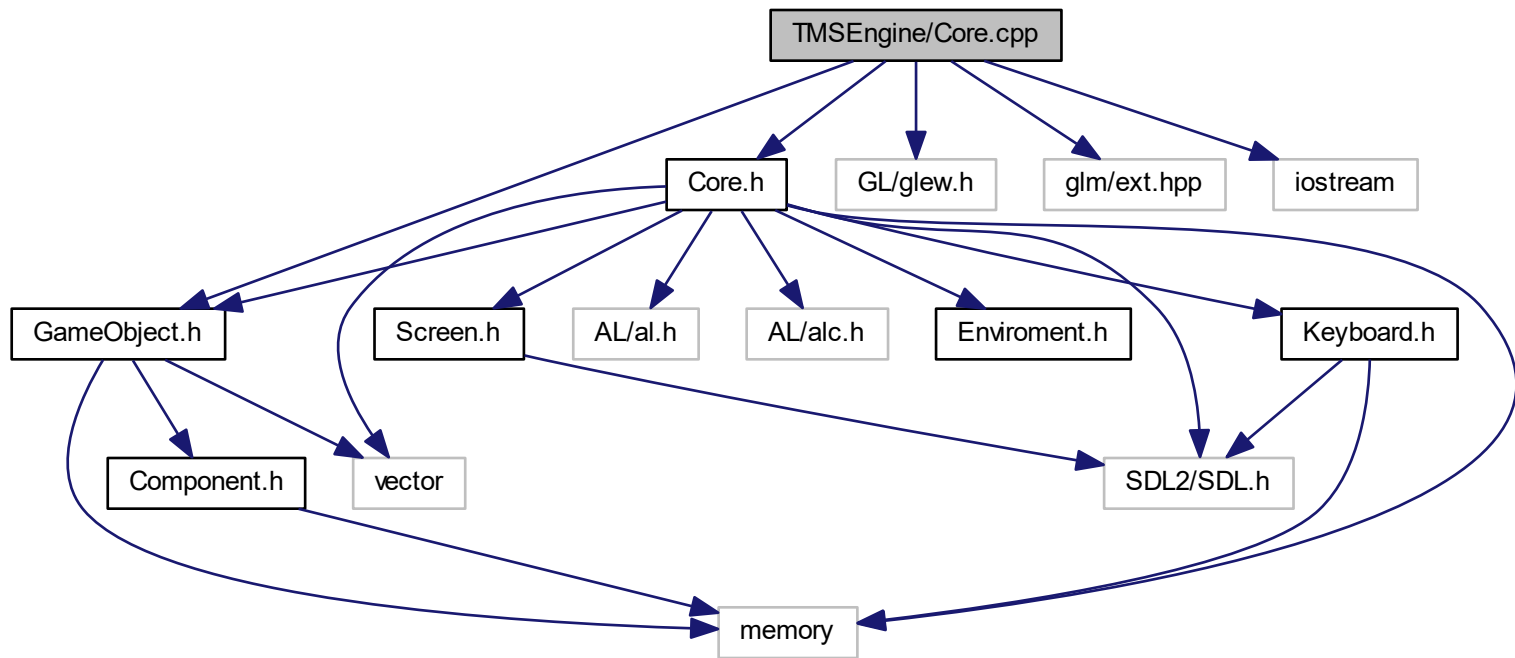 TMSEngine/Core.cpp
Core.h
GL/glew.h
glm/ext.hpp
iostream
GameObject.h
Screen.h
AL/al.h
AL/alc.h
Enviroment.h
Keyboard.h
Component.h
vector
SDL2/SDL.h
memory